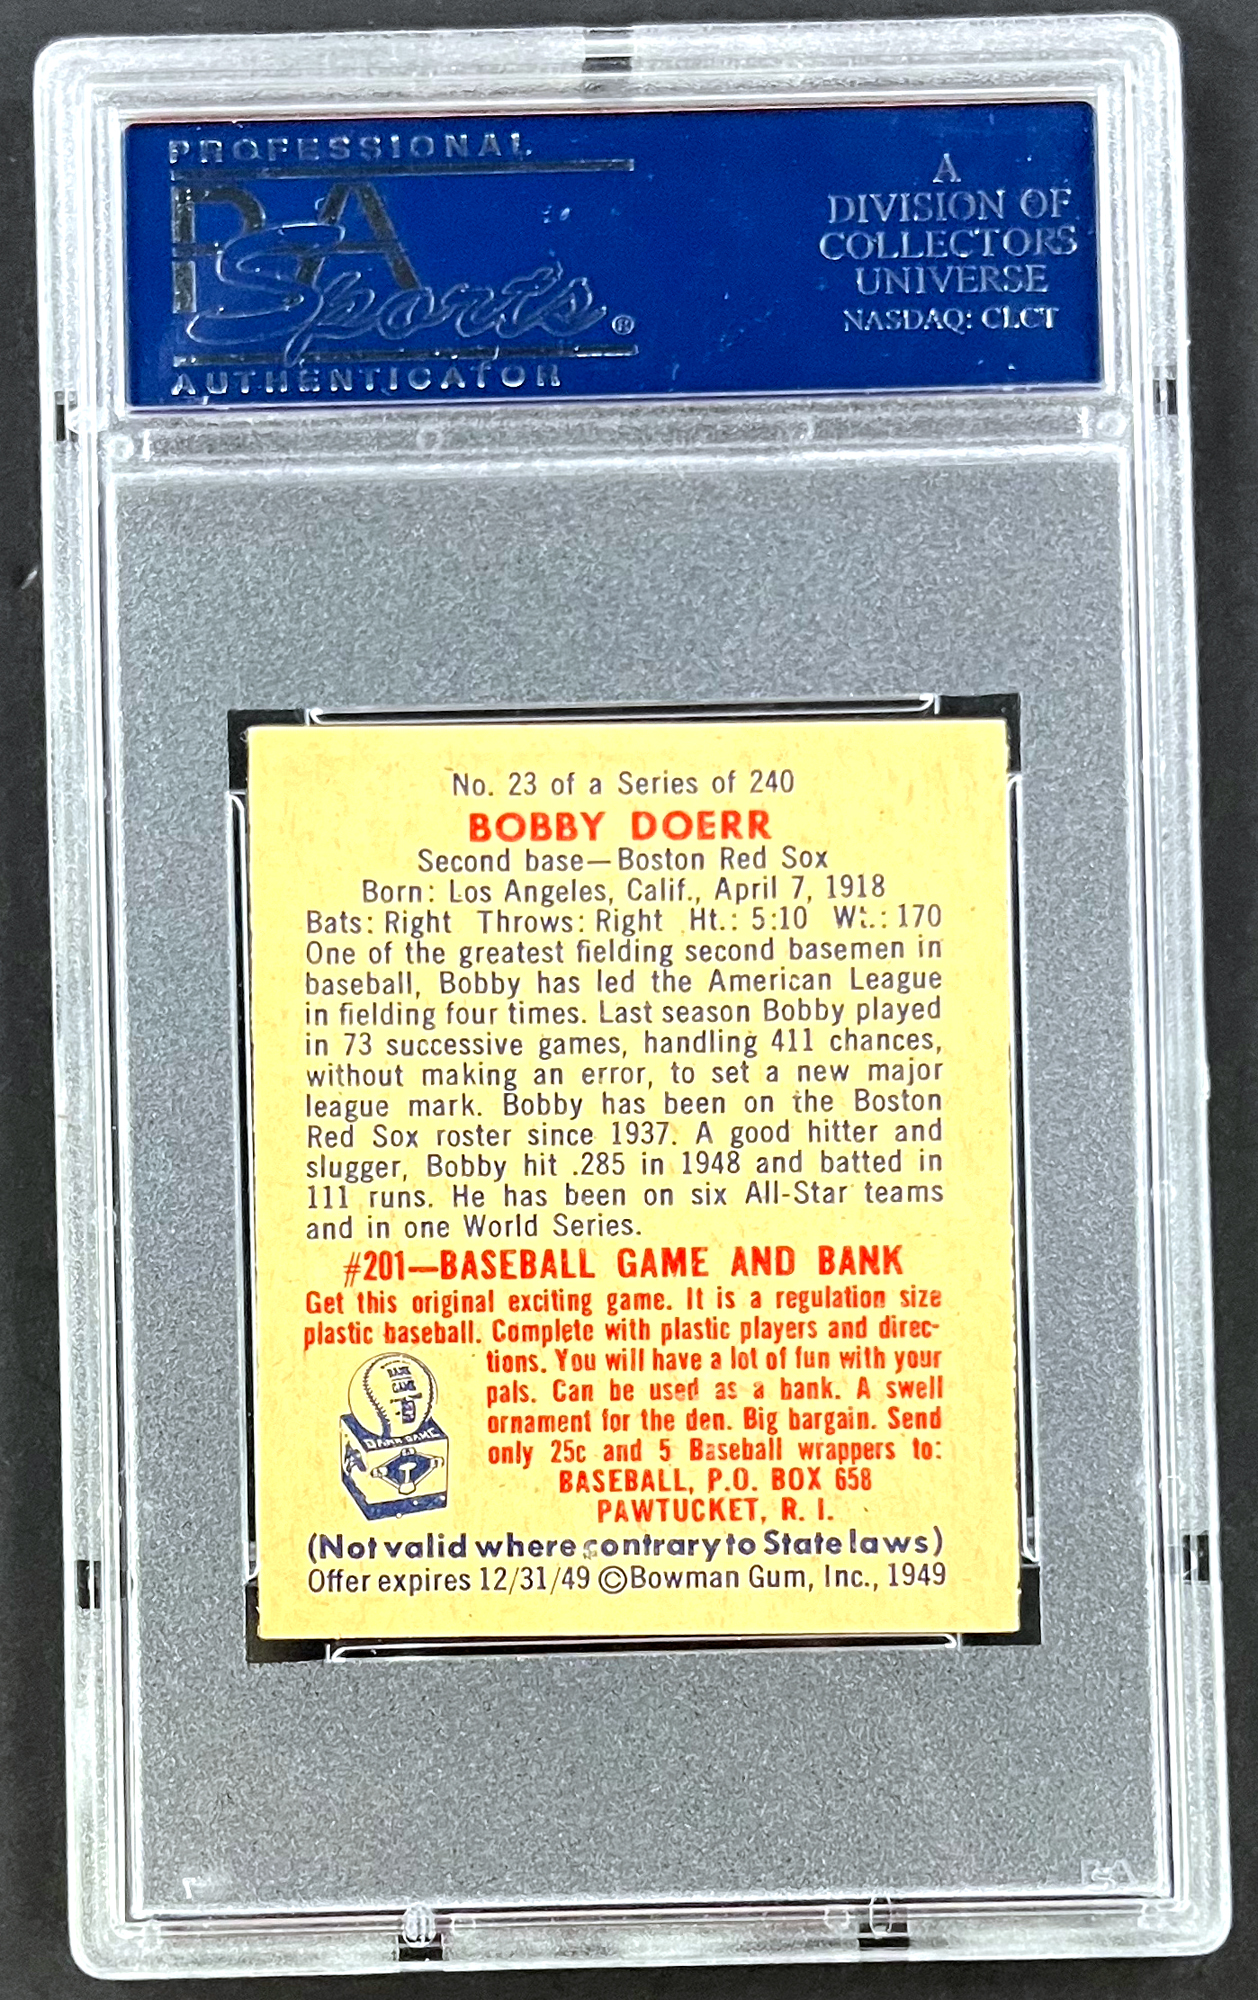 PROFESSIONAL
PSA
Sports®
AUTHENTICATOR
A
DIVISION OF
COLLECTORS
UNIVERSE
NASDAQ: CLCT
No. 23 of a Series of 240
BOBBY DOERR
Second base—Boston Red Sox
Born: Los Angeles, Calif., April 7, 1918
Bats: Right Throws: Right Ht.: 5:10 Wt.: 170
One of the greatest fielding second basemen in
baseball, Bobby has led the American League
in fielding four times. Last season Bobby played
in 73 successive games, handling 411 chances,
without making an error, to set a new major
league mark. Bobby has been on the Boston
Red Sox roster since 1937. A good hitter and
slugger, Bobby hit .285 in 1948 and batted in
111 runs. He has been on six All-Star teams
and in one World Series.
#201—BASEBALL GAME AND BANK
Get this original exciting game. It is a regulation size
plastic baseball. Complete with plastic players and direc-
tions. You will have a lot of fun with your
pals. Can be used as a bank. A swell
ornament for the den. Big bargain. Send
only 25c and 5 Baseball wrappers to:
BASEBALL, P.O. BOX 658
PAWTUCKET, R. I.
BANK GAME
(Not valid where contrary to State laws)
Offer expires 12/31/49 ©Bowman Gum, Inc., 1949